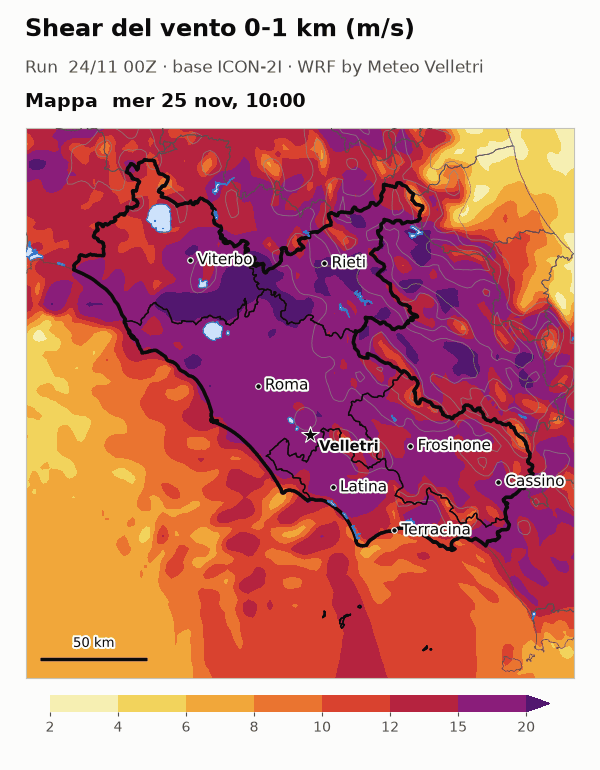 Shear del vento 0-1 km (m/s)
Run  24/11 00Z · base ICON-2I · WRF by Meteo Velletri
Mappa  mer 25 nov, 10:00
Viterbo
Rieti
Roma
Velletri
Frosinone
Latina
Cassino
Terracina
50 km
2 4 6 8 10 12 15 20